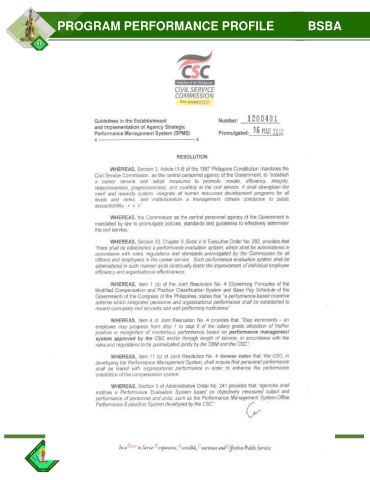 PROGRAM PERFORMANCE PROFILE BSBA
CSC
Republic of the Philippines
CIVIL SERVICE
COMMISSION
Guidelines in the Establishment
and Implementation of Agency Strategic
Performance Management System (SPMS)
x ---------------------------------------- x
Number: 1200481
Promulgated: 16 MAR 2012
RESOLUTION
WHEREAS, Section 3, Article IX-B of the 1987 Philippine Constitution mandates the
Civil Service Commission, as the central personnel agency of the Government, to "establish
a career service and adopt measures to promote morale, efficiency, integrity,
responsiveness, progressiveness, and courtesy in the civil service. It shall strengthen the
merit and rewards system, integrate all human resources development programs for all
levels and ranks, and institutionalize a management climate conducive to public
accountability. x x x"
WHEREAS, the Commission as the central personnel agency of the Government is
mandated by law to promulgate policies, standards and guidelines to effectively administer
the civil service;
WHEREAS, Section 33, Chapter 5, Book V of Executive Order No. 292, provides that
"there shall be established a performance evaluation system, which shall be administered in
accordance with rules, regulations and standards promulgated by the Commission for all
officers and employees in the career service. Such performance evaluation system shall be
administered in such manner as to continually foster the improvement of individual employee
efficiency and organizational effectiveness;
WHEREAS, Item 1 (d) of the Joint Resolution No. 4 (Governing Principles of the
Modified Compensation and Position Classification System and Base Pay Schedule of the
Government) of the Congress of the Philippines, states that "a performance-based incentive
scheme which integrates personnel and organizational performance shall be established to
reward exemplary civil servants and well performing institutions"
WHEREAS, Item 4 of Joint Resolution No. 4 provides that "Step increments – an
employee may progress from step 1 to step 8 of the salary grade allocation of his/her
position in recognition of meritorious performance based on performance management
system approved by the CSC and/or through length of service, in accordance with the
rules and regulations to be promulgated jointly by the DBM and the CSC";
WHEREAS, Item 17 (c) of Joint Resolution No. 4 likewise states that "the CSC, in
developing the Performance Management System, shall ensure that personnel performance
shall be linked with organizational performance in order to enhance the performance
orientation of the compensation system."
WHEREAS, Section 5 of Administrative Order No. 241 provides that "agencies shall
institute a Performance Evaluation System based on objectively measured output and
performance of personnel and units, such as the Performance Management System-Office
Performance Evaluation System developed by the CSC";
In a Race to Serve: Responsive, Accessible, Courteous and Effective Public Service